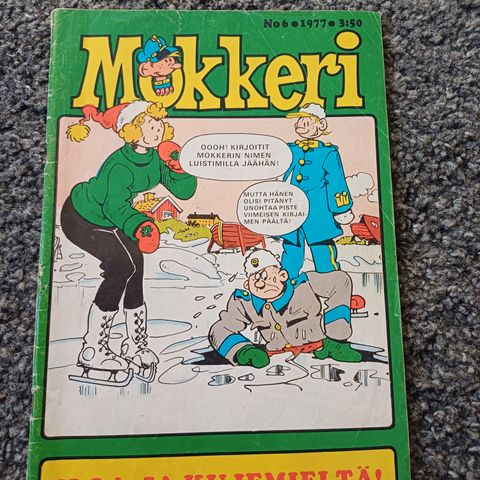 No 6 • 1977 • 3:50
Mökkeri
OOOH! KIRJOITIT
MOKKERIN NIMEN
LUISTIMILLA JÄÄHÄN!
MUTTA HÄNEN
OLISI PITÄNYT
UNOHTAA PISTE
VIIMEISEN KIRJAI-
MEN PÄÄLTÄ!